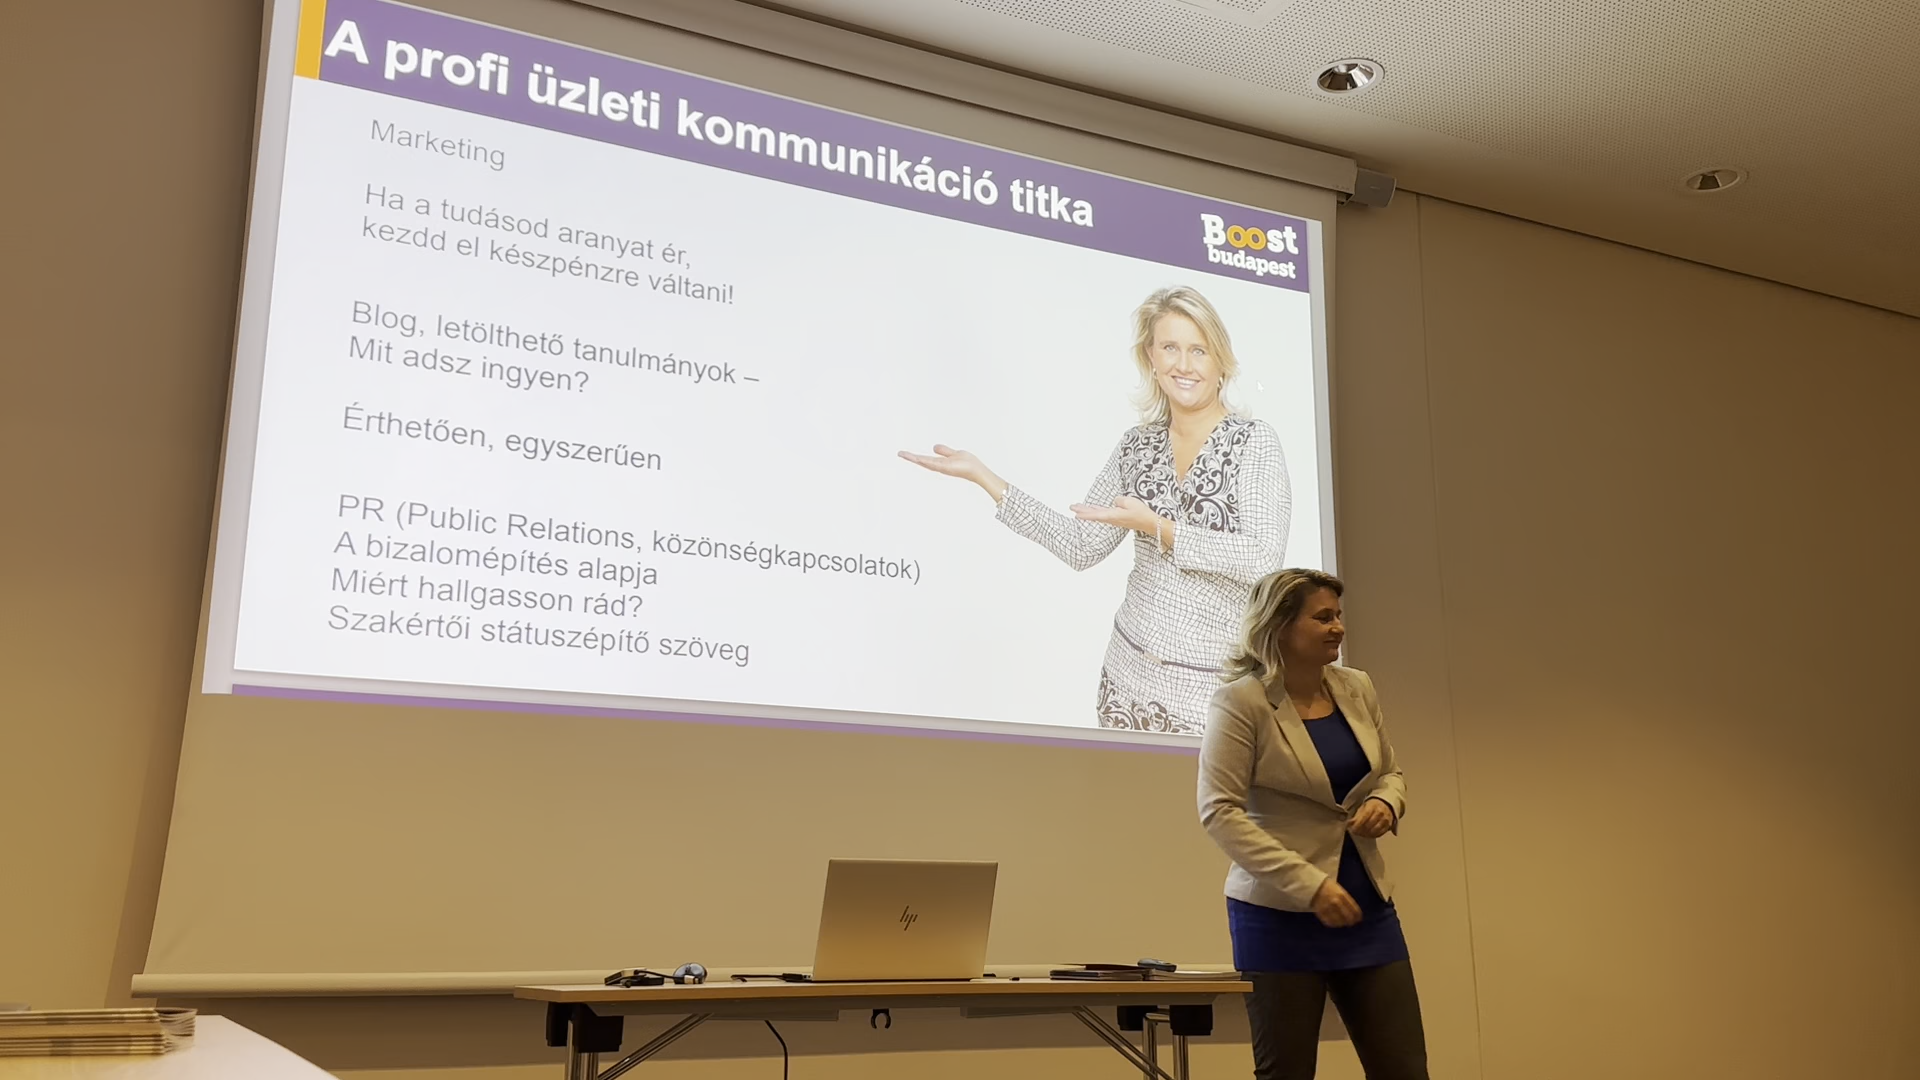 A profi üzleti kommunikáció titka
Boost
budapest
Marketing
Ha a tudásod aranyat ér,
kezdd el készpénzre váltani!
Blog, letölthető tanulmányok –
Mit adsz ingyen?
Érthetően, egyszerűen
PR (Public Relations, közönségkapcsolatok)
A bizalomépítés alapja
Miért hallgasson rád?
Szakértői státuszépítő szöveg
hp